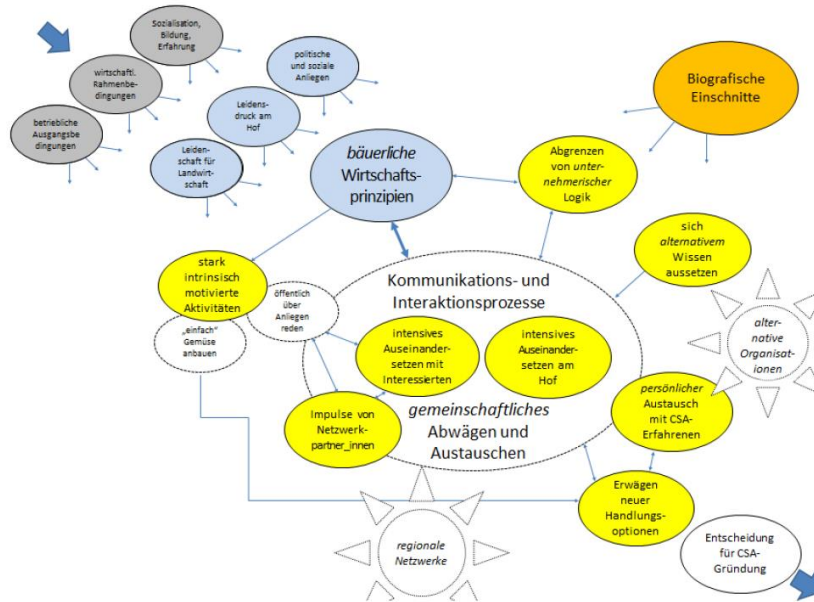 Sozialisation,
Bildung,
Erfahrung
wirtschaftl.
Rahmenbe-
dingungen
betriebliche
Ausgangsbe
dingungen
politische
und soziale
Anliegen
Leidens-
druck am
Hof
Leiden-
schaft für
Landwirt-
schaft
bäuerliche
Wirtschafts-
prinzipien
Biografische
Einschnitte
Abgrenzen
von unter-
nehmerischer
Logik
sich
alternativem
Wissen
aussetzen
alter-
native
Organisat-
ionen
stark
intrinsisch
motivierte
Aktivitäten
„einfach“
Gemüse
anbauen
öffentlich
über
Anliegen
reden
Kommunikations- und
Interaktionsprozesse
intensives
Auseinander-
setzen mit
Interessierten
intensives
Auseinander-
setzen am
Hof
Impulse von
Netzwerk-
partner_innen
gemeinschaftliches
Abwägen und
Austauschen
persönlicher
Austausch
mit CSA-
Erfahrenen
Erwägen
neuer
Handlungs-
optionen
regionale
Netzwerke
Entscheidung
für CSA-
Gründung